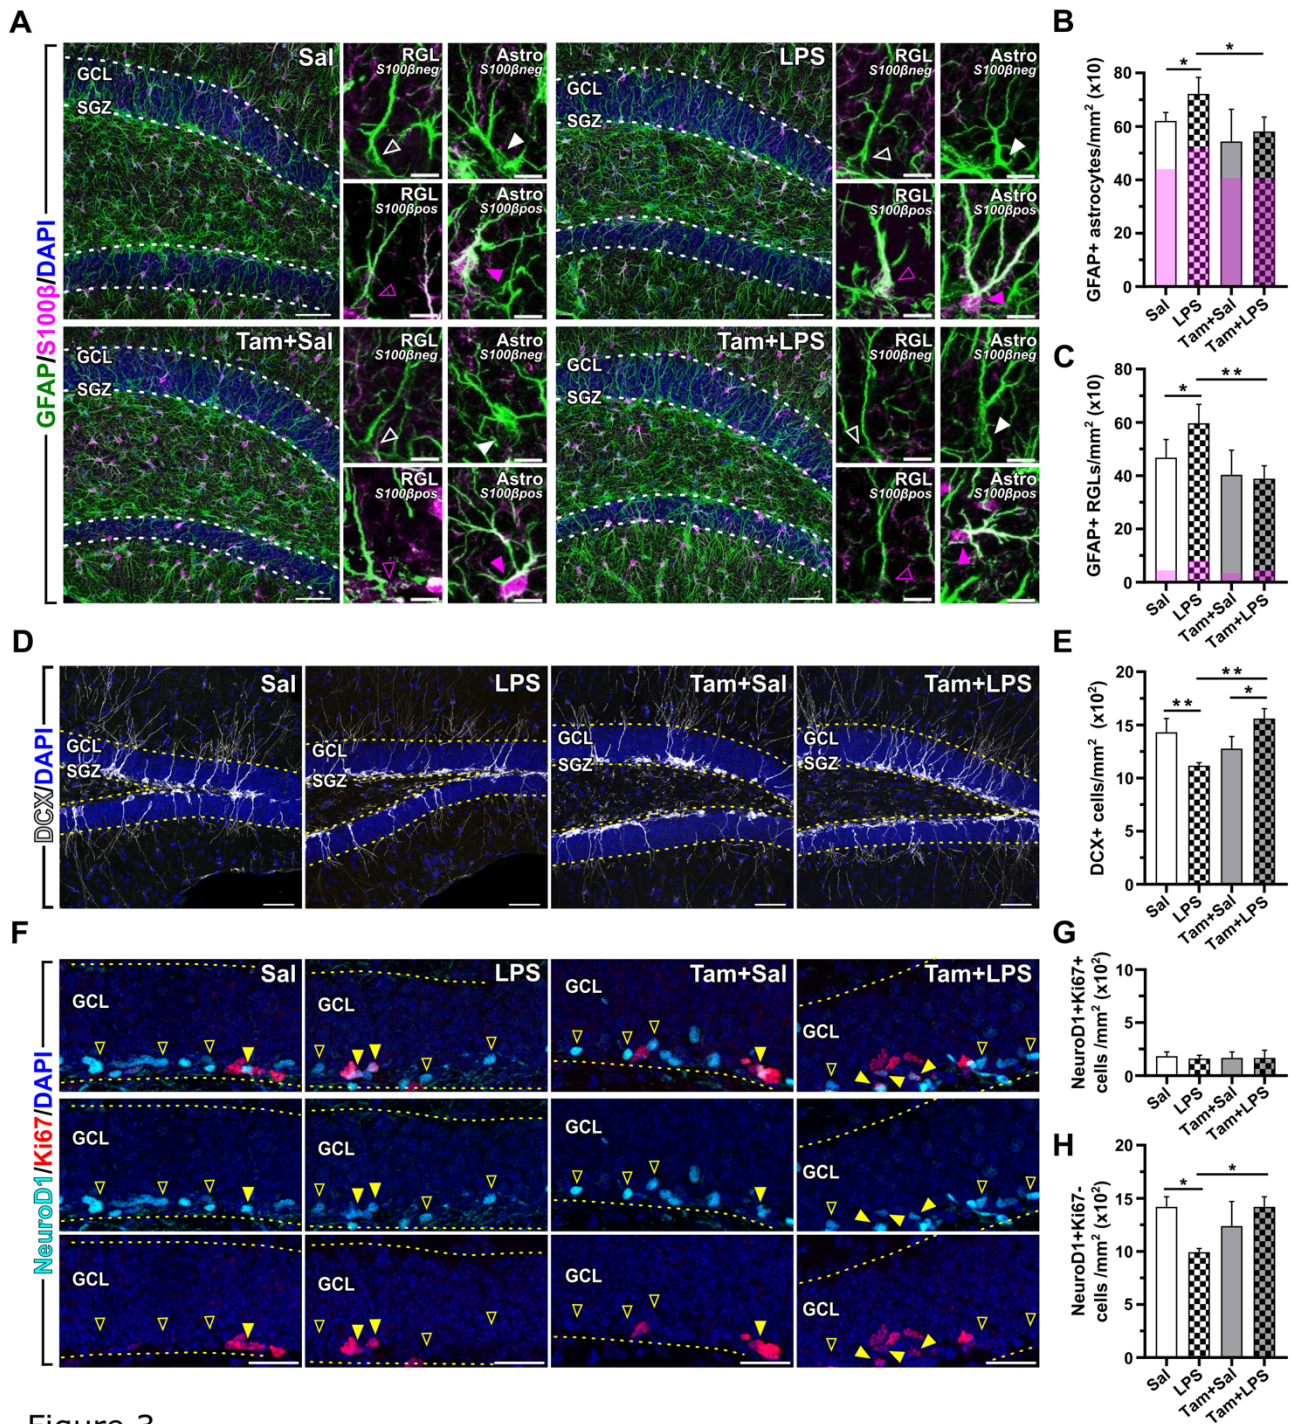 A
GFAP/S100β/DAPI
Sal
GCL
SGZ
RGL
S100βneg
Astro
S100βneg
RGL
S100βpos
Astro
S100βpos
LPS
GCL
SGZ
RGL
S100βneg
Astro
S100βneg
RGL
S100βpos
Astro
S100βpos
Tam+Sal
GCL
SGZ
RGL
S100βneg
Astro
S100βneg
RGL
S100βpos
Astro
S100βpos
Tam+LPS
GCL
SGZ
RGL
S100βneg
Astro
S100βneg
RGL
S100βpos
Astro
S100βpos
B
GFAP+ astrocytes/mm² (x10)
80
60
40
20
0
* *
Sal LPS Tam+Sal Tam+LPS
C
GFAP+ RGLs/mm² (x10)
80
60
40
20
0
* **
Sal LPS Tam+Sal Tam+LPS
D
DCX/DAPI
Sal
GCL
SGZ
LPS
GCL
SGZ
Tam+Sal
GCL
SGZ
Tam+LPS
GCL
SGZ
E
DCX+ cells/mm² (x10²)
20
15
10
5
0
** ** *
Sal LPS Tam+Sal Tam+LPS
F
NeuroD1/Ki67/DAPI
Sal LPS Tam+Sal Tam+LPS
GCL GCL GCL GCL
GCL GCL GCL GCL
GCL GCL GCL GCL
G
NeuroD1+Ki67+
cells /mm² (x10²)
10
5
0
Sal LPS Tam+Sal Tam+LPS
H
NeuroD1+Ki67-
cells /mm² (x10²)
20
15
10
5
0
* *
Sal LPS Tam+Sal Tam+LPS
Figure 3